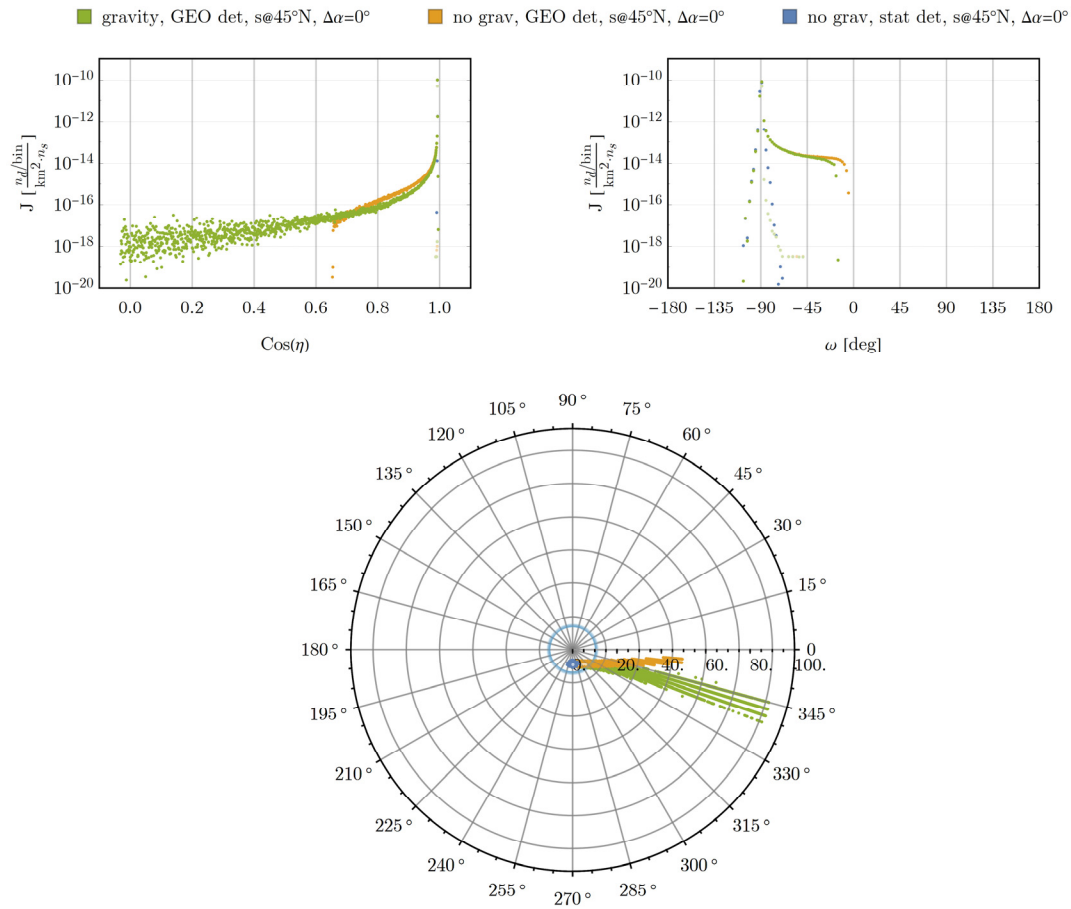 gravity, GEO det, s@45°N, Δα=0°
no grav, GEO det, s@45°N, Δα=0°
no grav, stat det, s@45°N, Δα=0°
J [ n_d/bin / km²·n_s ]
10⁻¹⁰
10⁻¹²
10⁻¹⁴
10⁻¹⁶
10⁻¹⁸
10⁻²⁰
0.0 0.2 0.4 0.6 0.8 1.0
Cos(η)
J [ n_d/bin / km²·n_s ]
10⁻¹⁰
10⁻¹²
10⁻¹⁴
10⁻¹⁶
10⁻¹⁸
10⁻²⁰
−180 −135 −90 −45 0 45 90 135 180
ω [deg]
90°
105° 75°
120° 60°
135° 45°
150° 30°
165° 15°
180° 0
0. 20. 40. 60. 80. 100.
195° 345°
210° 330°
225° 315°
240° 300°
255° 285°
270°